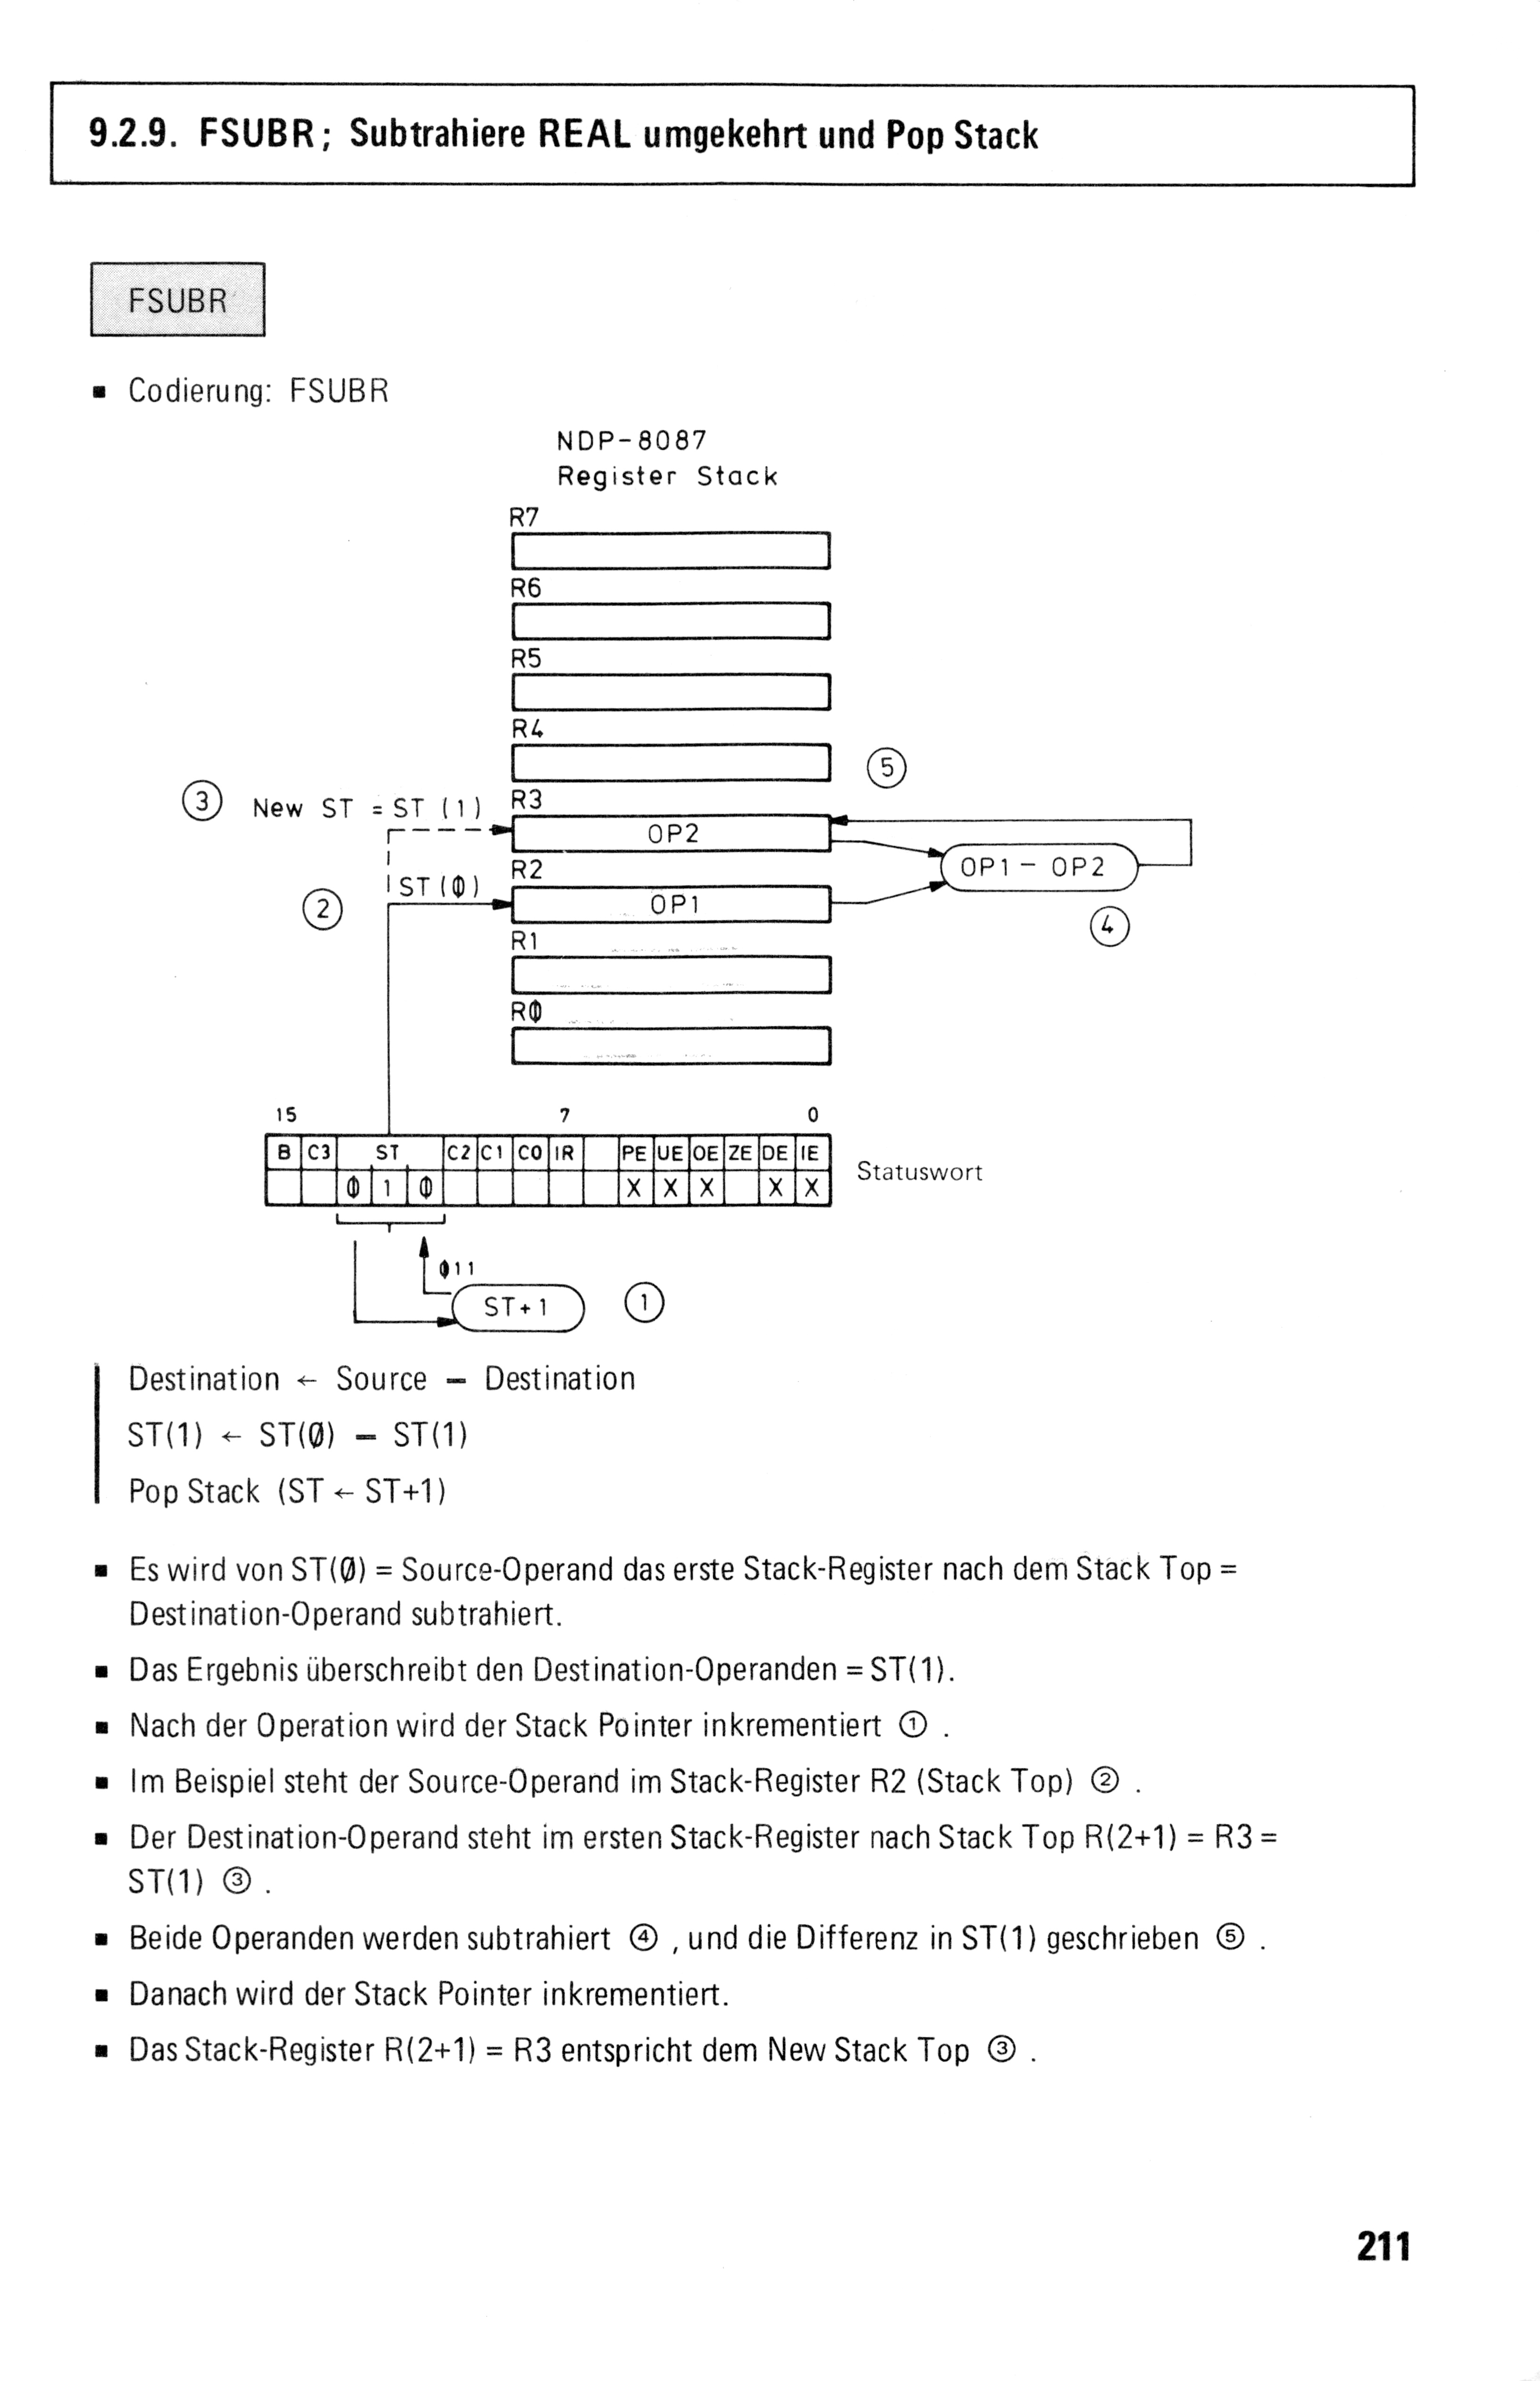 9.2.9. FSUBR; Subtrahiere REAL umgekehrt und Pop Stack
FSUBR
▪ Codierung: FSUBR
NDP-8087
Register Stack
R7
R6
R5
R4
⑤
③ New ST = ST (1) R3
OP2
OP1 - OP2
R2
ST(0)
② OP1
④
R1
R0
15 7 0
B C3 ST C2 C1 C0 IR PE UE OE ZE DE IE
0 1 0 X X X X X
Statuswort
011
ST+1 ①
Destination ← Source − Destination
ST(1) ← ST(Ø) − ST(1)
Pop Stack (ST ← ST+1)
▪ Es wird von ST(Ø) = Source-Operand das erste Stack-Register nach dem Stack Top =
Destination-Operand subtrahiert.
▪ Das Ergebnis überschreibt den Destination-Operanden = ST(1).
▪ Nach der Operation wird der Stack Pointer inkrementiert ① .
▪ Im Beispiel steht der Source-Operand im Stack-Register R2 (Stack Top) ② .
▪ Der Destination-Operand steht im ersten Stack-Register nach Stack Top R(2+1) = R3 =
ST(1) ③ .
▪ Beide Operanden werden subtrahiert ④ , und die Differenz in ST(1) geschrieben ⑤ .
▪ Danach wird der Stack Pointer inkrementiert.
▪ Das Stack-Register R(2+1) = R3 entspricht dem New Stack Top ③ .
211